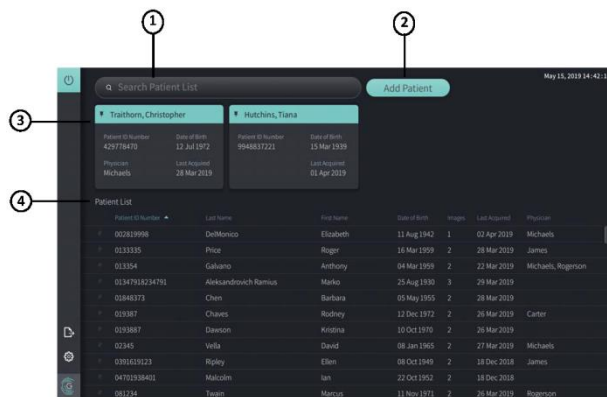 1
2
May 15, 2019 14:42:1
Search Patient List
Add Patient
3
Traithorn, Christopher
Hutchins, Tiana
Patient ID Number Date of Birth
429778470 12 Jul 1972
Physician Last Acquired
Michaels 28 Mar 2019
Patient ID Number Date of Birth
9948837221 15 Mar 1939
Last Acquired
01 Apr 2019
4
Patient List
Patient ID Number Last Name First Name Date of Birth Images Last Acquired Physician
002819998 DelMonico Elizabeth 11 Aug 1942 1 02 Apr 2019 Michaels
0133335 Price Roger 16 Mar 1959 2 28 Mar 2019 James
013354 Galvano Anthony 04 Mar 1959 2 22 Mar 2019 Michaels, Rogerson
01347918234791 Aleksandrovich Ramius Marko 25 Aug 1930 3 29 Mar 2019
01848373 Chen Barbara 05 May 1955 2 28 Mar 2019
019387 Chaves Rodney 12 Dec 1972 2 26 Mar 2019 Carter
0193887 Dawson Kristina 10 Oct 1970 2 26 Mar 2019
02345 Vella David 08 Jan 1965 2 27 Mar 2019 Michaels
0391619123 Ripley Ellen 08 Oct 1949 2 18 Dec 2018 James
04701938401 Malcolm Ian 22 Oct 1952 2 18 Dec 2018
081234 Twain Marcus 11 Nov 1971 2 26 Mar 2019 Rogerson